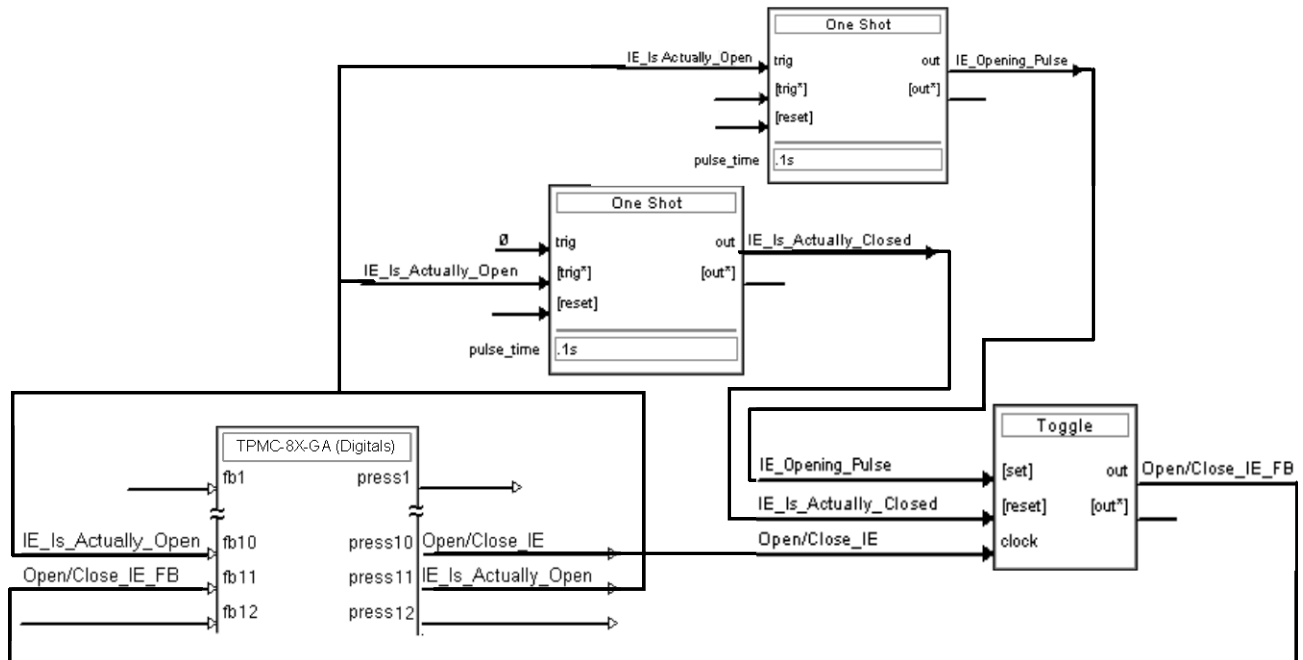 One Shot
IE_Is Actually_Open
trig
out
IE_Opening_Pulse
[trig*]
[out*]
[reset]
pulse_time
.1s
One Shot
Ø
trig
out
IE_Is_Actually_Closed
IE_Is_Actually_Open
[trig*]
[out*]
[reset]
pulse_time
.1s
TPMC-8X-GA (Digitals)
fb1
press1
IE_Is_Actually_Open
fb10
press10
Open/Close_IE
Open/Close_IE_FB
fb11
press11
IE_Is_Actually_Open
fb12
press12
Toggle
IE_Opening_Pulse
[set]
out
Open/Close_IE_FB
IE_Is_Actually_Closed
[reset]
[out*]
Open/Close_IE
clock